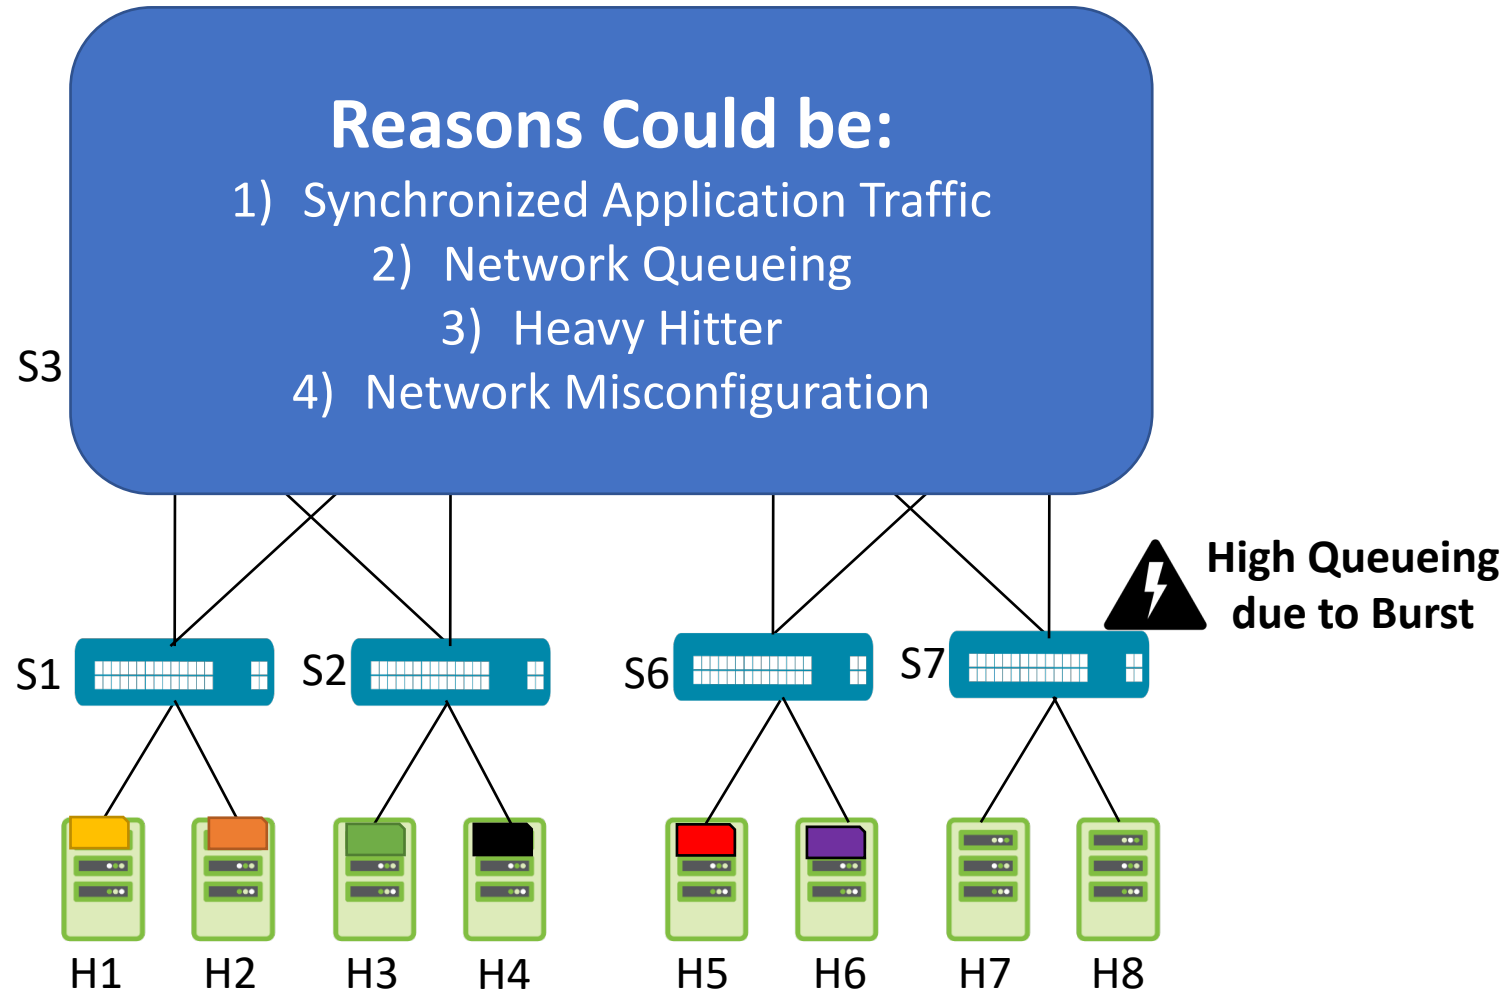 Reasons Could be:
1) Synchronized Application Traffic
2) Network Queueing
3) Heavy Hitter
4) Network Misconfiguration
S3
High Queueing
due to Burst
S1
S2
S6
S7
H1
H2
H3
H4
H5
H6
H7
H8